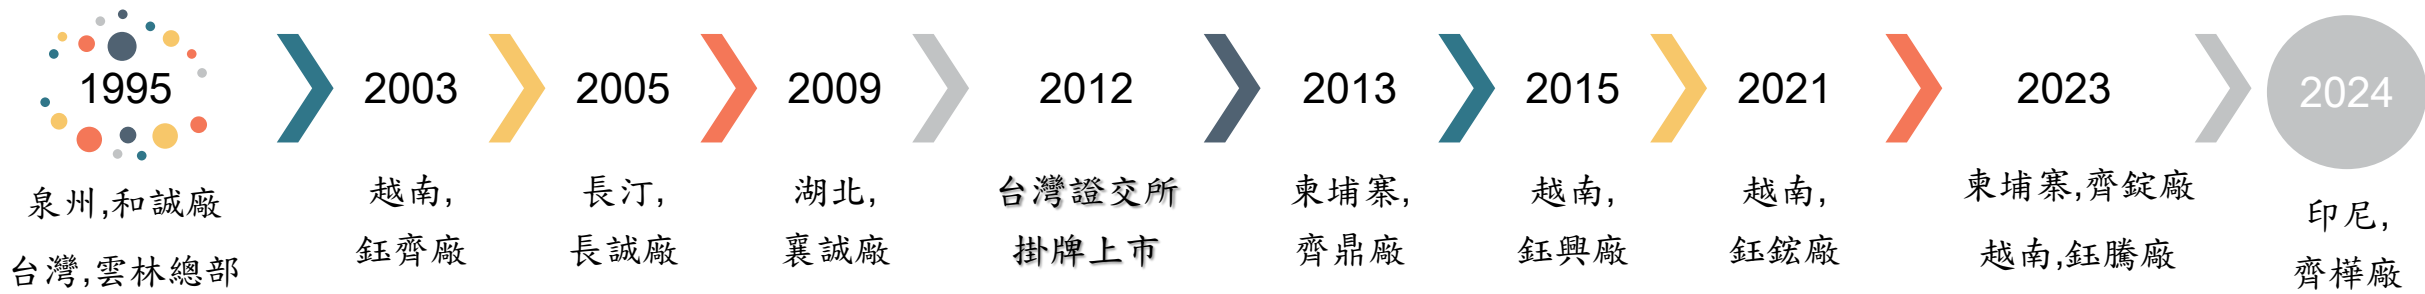 1995
泉州,和誠廠
台灣,雲林總部
2003
越南,
鈺齊廠
2005
長汀,
長誠廠
2009
湖北,
襄誠廠
2012
台灣證交所
掛牌上市
2013
柬埔寨,
齊鼎廠
2015
越南,
鈺興廠
2021
越南,
鈺鋐廠
2023
柬埔寨,齊錠廠
越南,鈺騰廠
2024
印尼,
齊樺廠